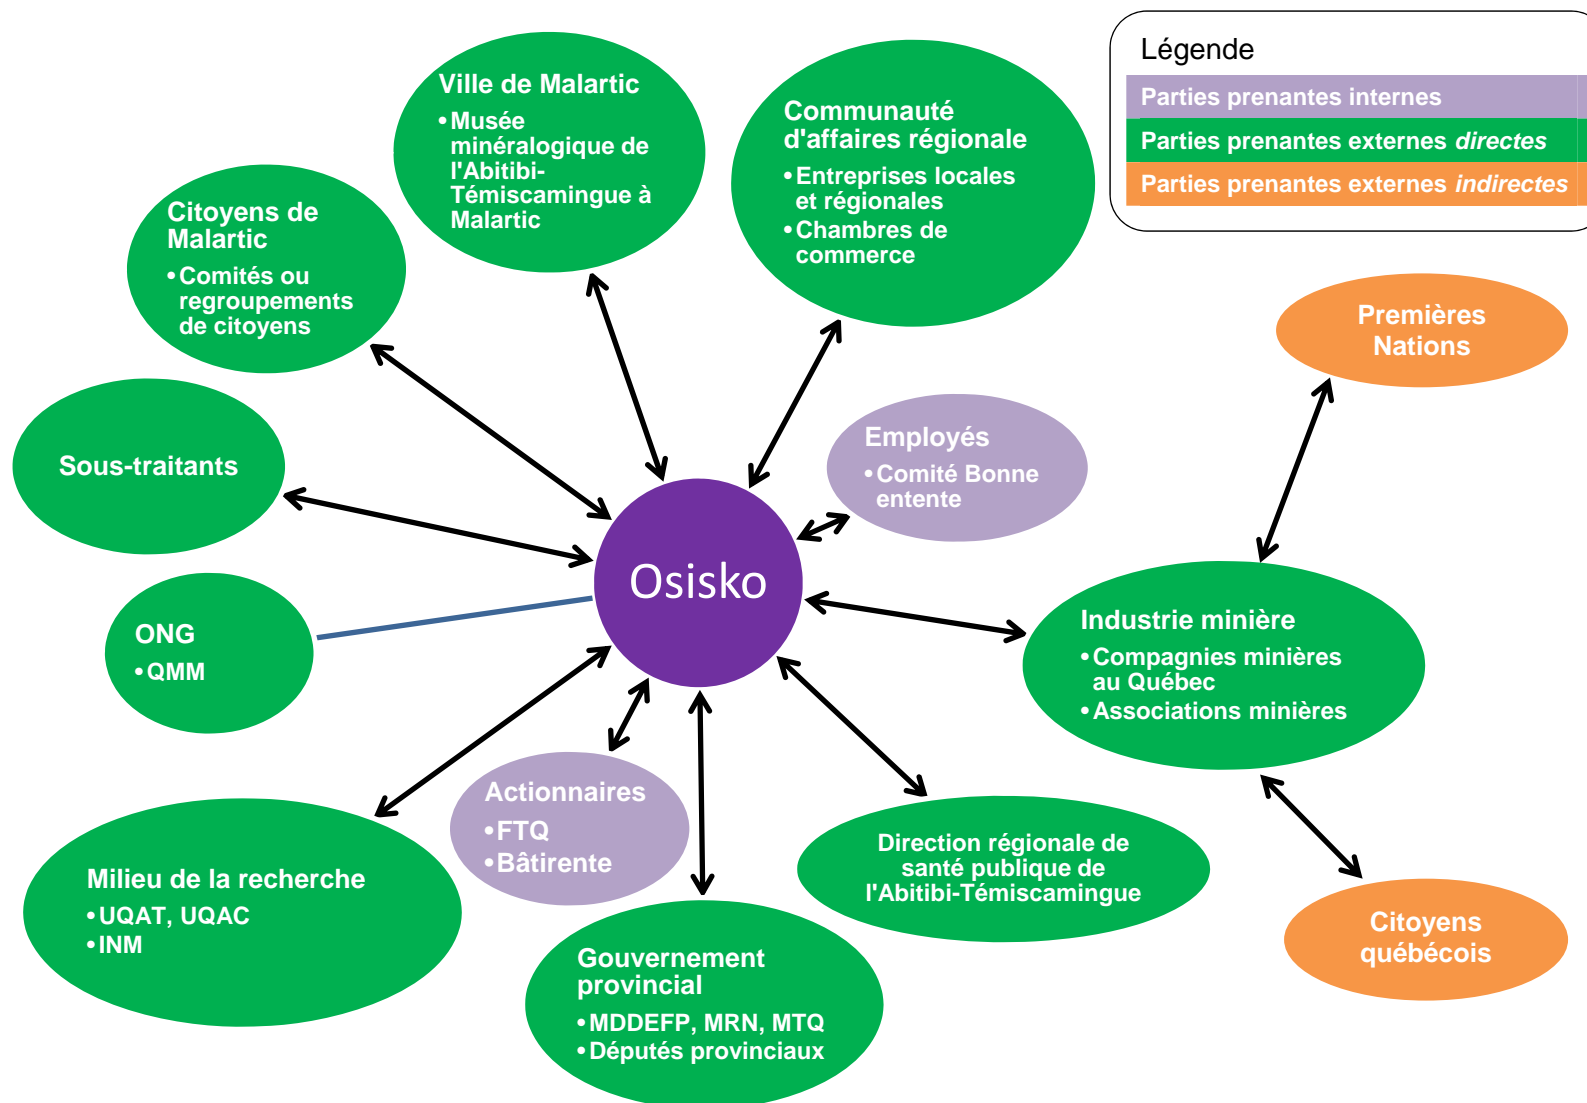 Légende
Parties prenantes internes
Parties prenantes externes directes
Parties prenantes externes indirectes
Ville de Malartic
•Musée
minéralogique de
l'Abitibi-
Témiscamingue à
Malartic
Communauté
d'affaires régionale
•Entreprises locales
et régionales
•Chambres de
commerce
Citoyens de
Malartic
•Comités ou
regroupements
de citoyens
Premières
Nations
Sous-traitants
Employés
•Comité Bonne
entente
Osisko
ONG
•QMM
Industrie minière
•Compagnies minières
au Québec
•Associations minières
Actionnaires
•FTQ
•Bâtirente
Direction régionale de
santé publique de
l'Abitibi-Témiscamingue
Milieu de la recherche
•UQAT, UQAC
•INM
Citoyens
québécois
Gouvernement
provincial
•MDDEFP, MRN, MTQ
•Députés provinciaux